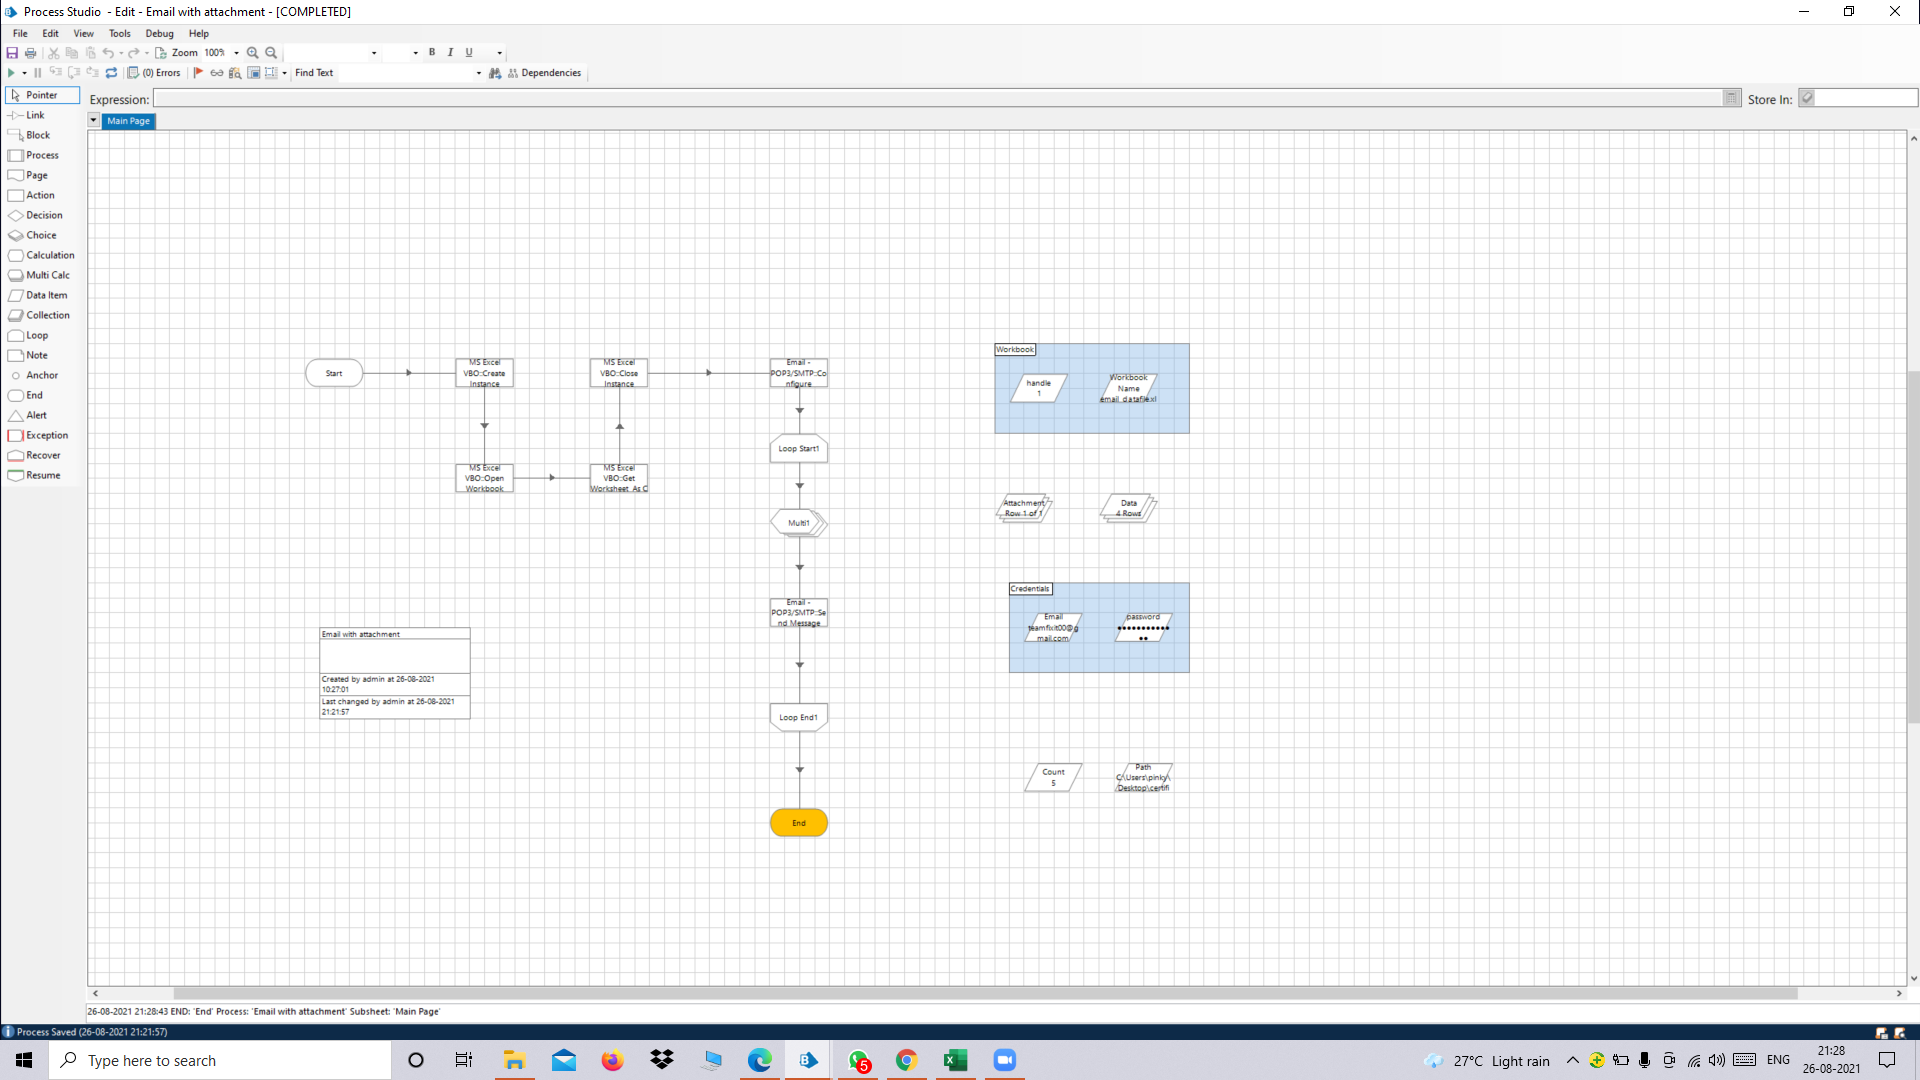 Process Studio  - Edit - Email with attachment - [COMPLETED]
File Edit View Tools Debug Help
Zoom 100% B I U
(0) Errors Find Text Dependencies
Pointer
Link
Block
Process
Page
Action
Decision
Choice
Calculation
Multi Calc
Data Item
Collection
Loop
Note
Anchor
End
Alert
Exception
Recover
Resume
Expression: Store In:
Main Page
Start
MS Excel
VBO::Create
Instance
MS Excel
VBO::Close
Instance
Email -
POP3/SMTP::Co
nfigure
MS Excel
VBO::Open
Workbook
MS Excel
VBO::Get
Worksheet As C
Loop Start1
Multi1
Email -
POP3/SMTP::Se
nd Message
Loop End1
End
Workbook
handle
1
Workbook
Name
email_datafile.xl
Attachment
Row 1 of 1
Data
4 Rows
Credentials
Email
teamfixit00@g
mail.com
password
●●●●●●●●●●●
●●
Count
5
Path
C:\Users\pinky\
Desktop\certifi
Email with attachment
Created by admin at 26-08-2021
10:27:01
Last changed by admin at 26-08-2021
21:21:57
26-08-2021 21:28:43 END: 'End' Process: 'Email with attachment' Subsheet: 'Main Page'
Process Saved (26-08-2021 21:21:57)
Type here to search
5
27°C Light rain
ENG
21:28
26-08-2021